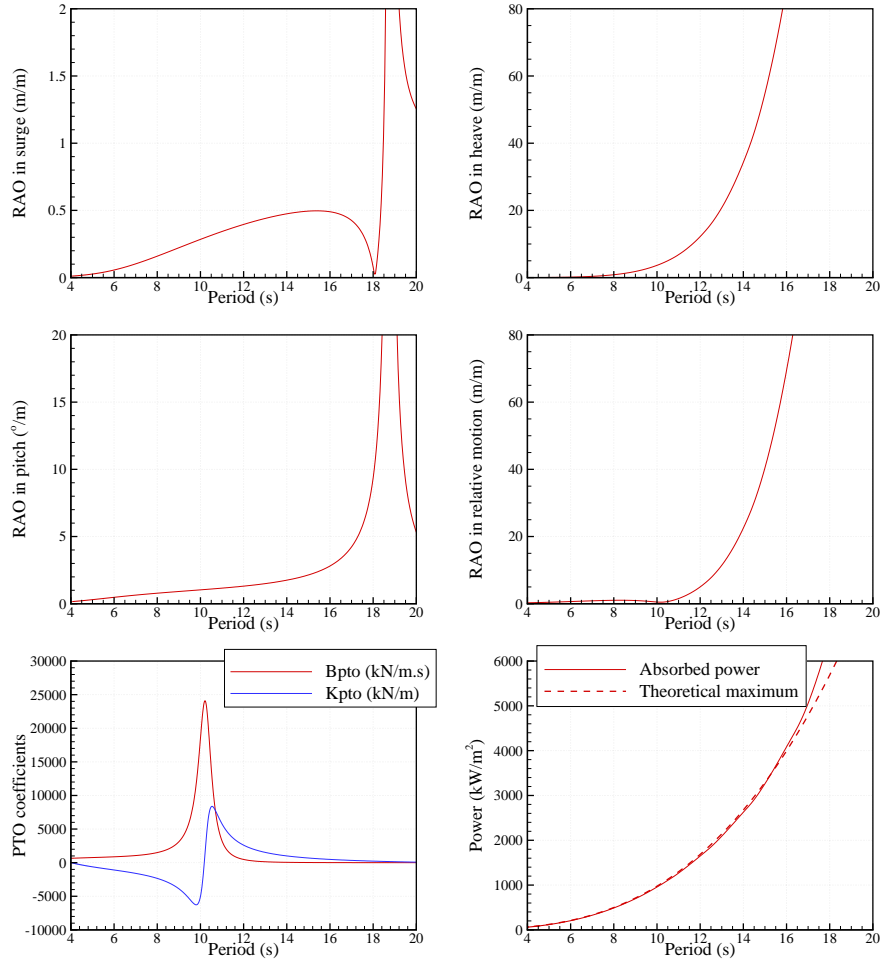 RAO in surge (m/m)
2
1.5
1
0.5
0
4 6 8 10 12 14 16 18 20
Period (s)
RAO in heave (m/m)
80
60
40
20
0
4 6 8 10 12 14 16 18 20
Period (s)
RAO in pitch (°/m)
20
15
10
5
0
4 6 8 10 12 14 16 18 20
Period (s)
RAO in relative motion (m/m)
80
60
40
20
0
4 6 8 10 12 14 16 18 20
Period (s)
PTO coefficients
30000
25000
20000
15000
10000
5000
0
-5000
-10000
4 6 8 10 12 14 16 18 20
Period (s)
Bpto (kN/m.s)
Kpto (kN/m)
Power (kW/m²)
6000
5000
4000
3000
2000
1000
0
4 6 8 10 12 14 16 18 20
Period (s)
Absorbed power
Theoretical maximum